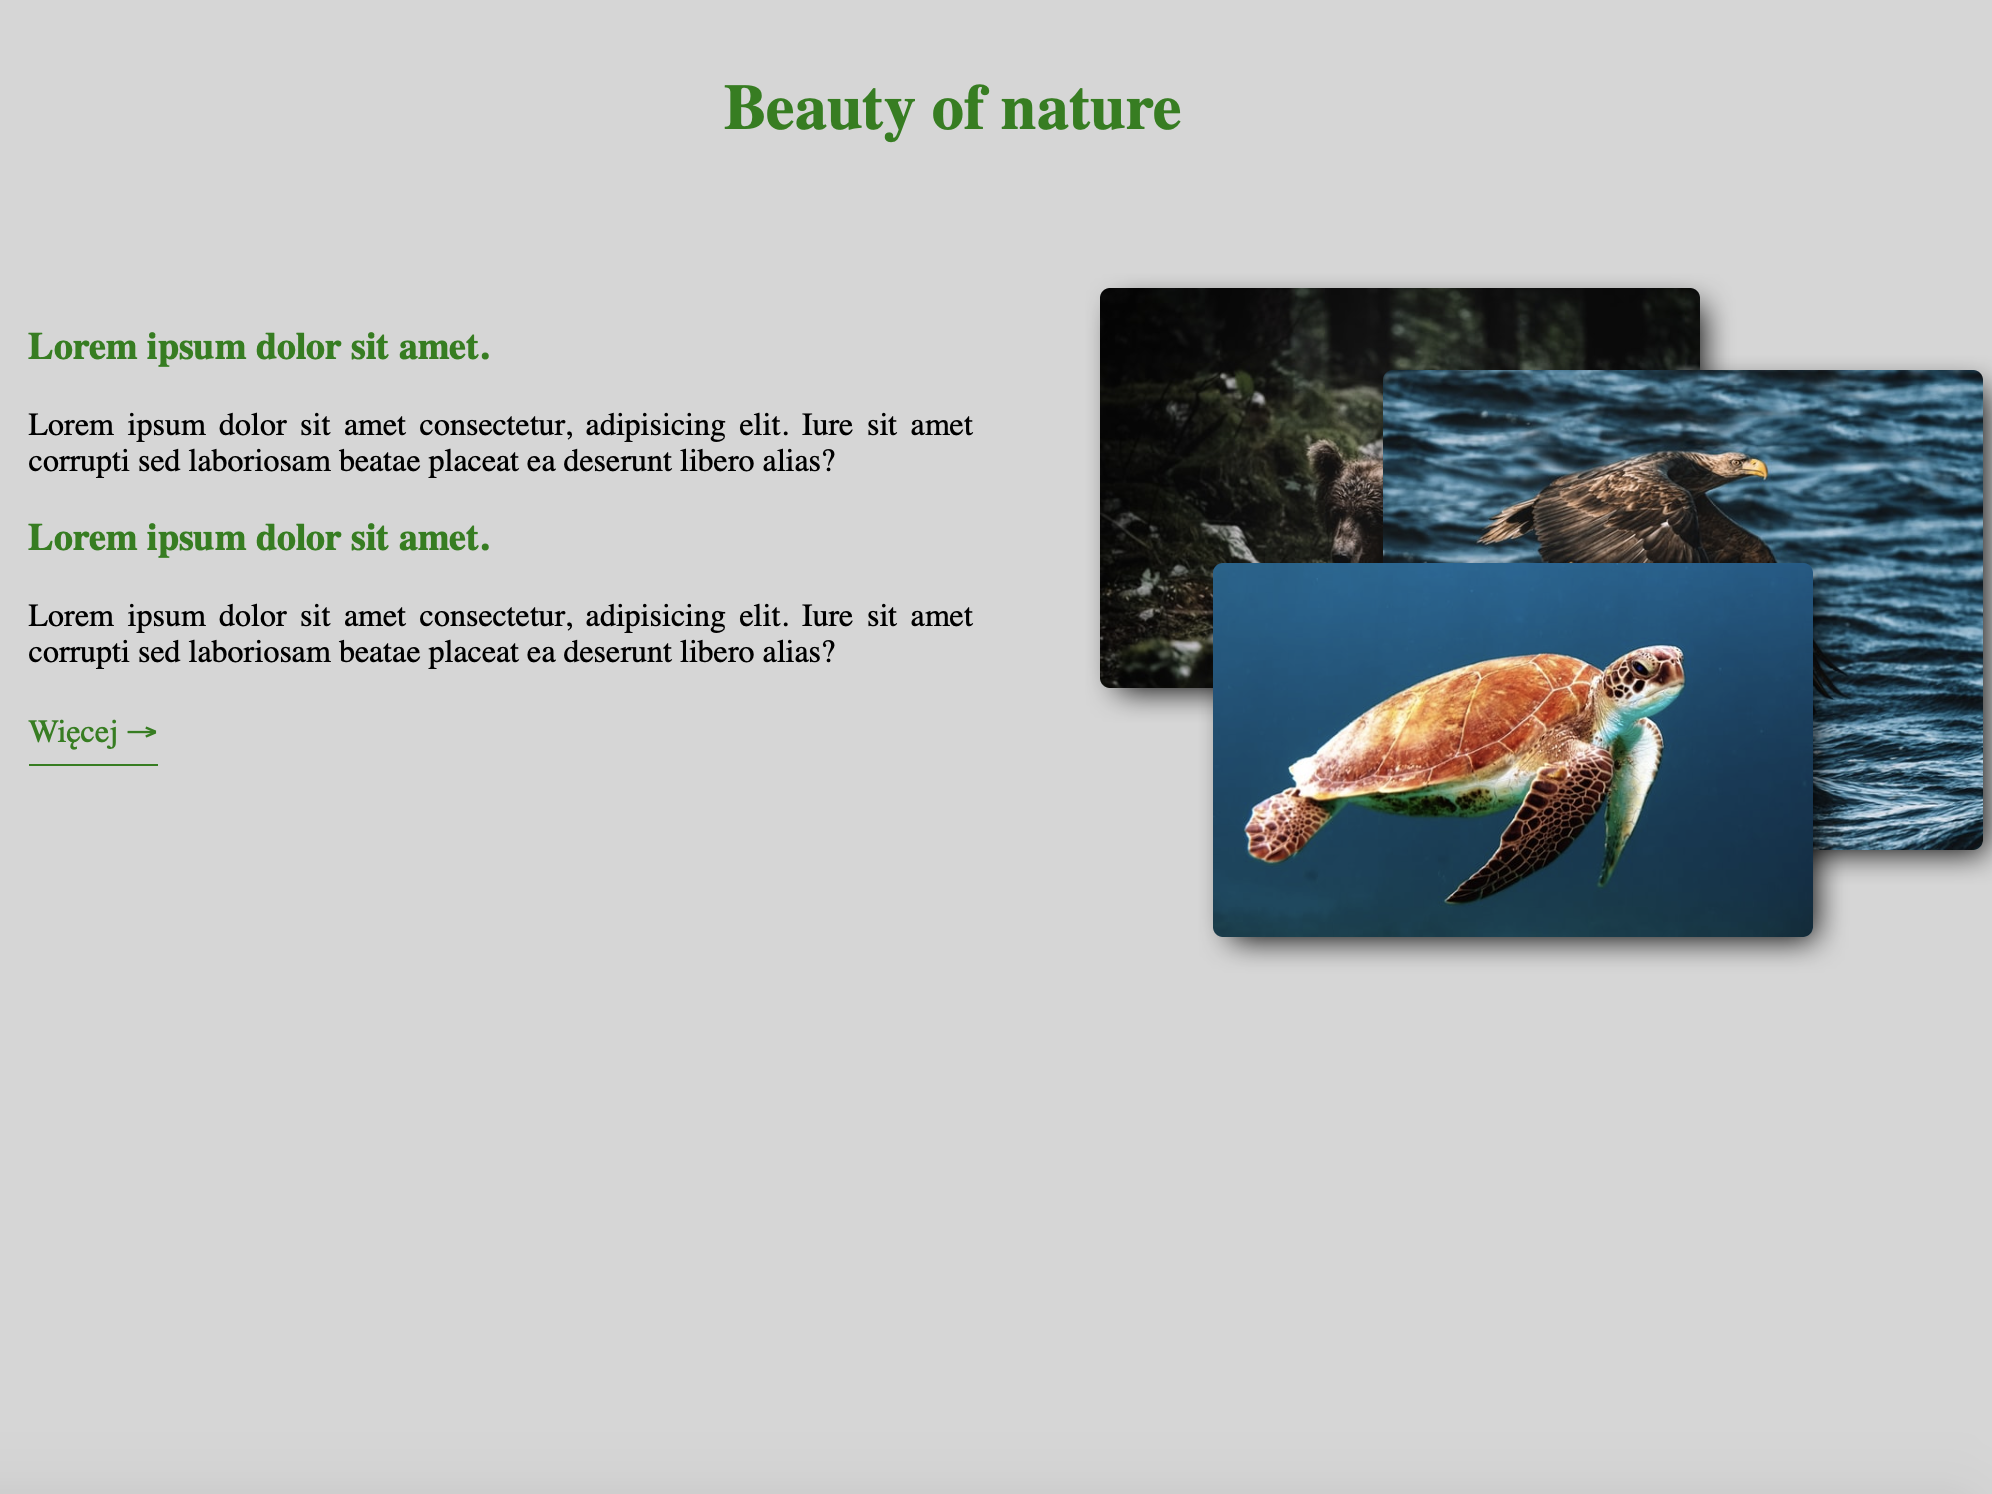 Beauty of nature
Lorem ipsum dolor sit amet.
Lorem ipsum dolor sit amet consectetur, adipisicing elit. Iure sit amet
corrupti sed laboriosam beatae placeat ea deserunt libero alias?
Lorem ipsum dolor sit amet.
Lorem ipsum dolor sit amet consectetur, adipisicing elit. Iure sit amet
corrupti sed laboriosam beatae placeat ea deserunt libero alias?
Więcej →